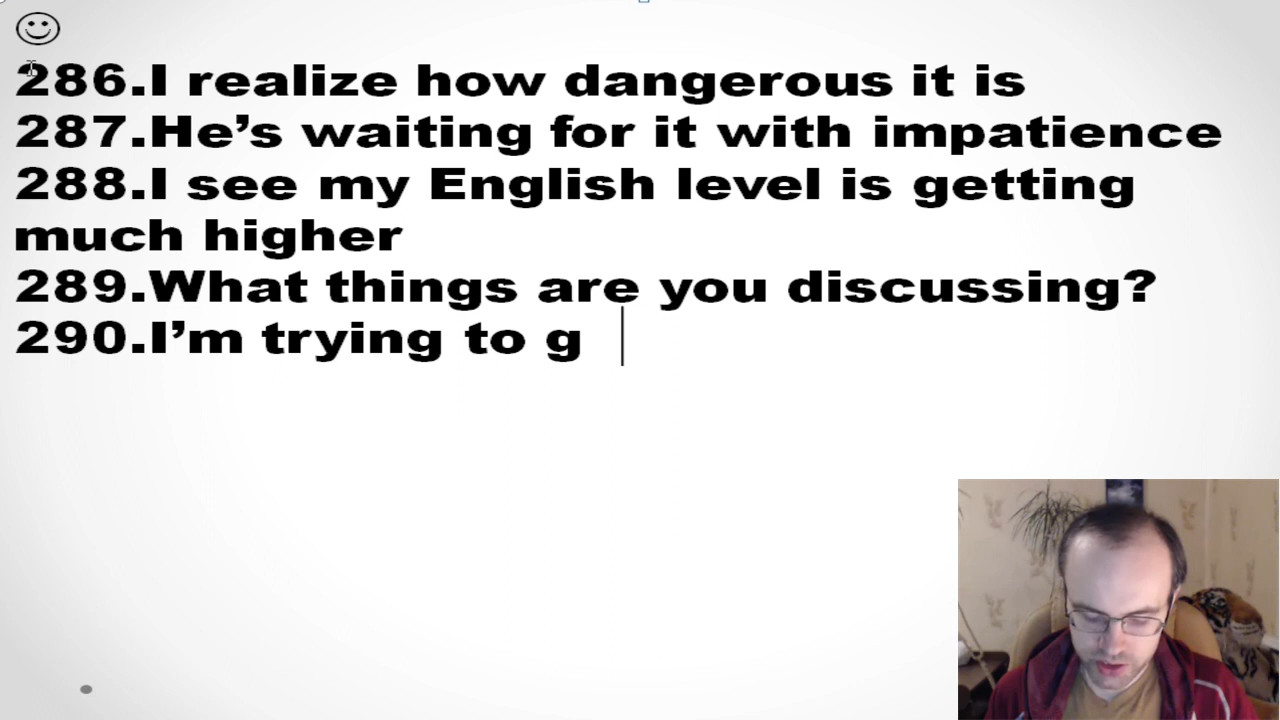 286.I realize how dangerous it is
287.He’s waiting for it with impatience
288.I see my English level is getting
much higher
289.What things are you discussing?
290.I’m trying to g